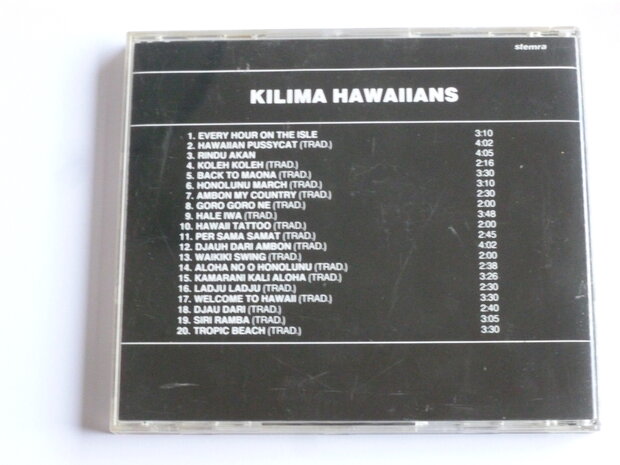 stemra
KILIMA HAWAIIANS
1. EVERY HOUR ON THE ISLE 3:10
2. HAWAIIAN PUSSYCAT (TRAD.) 4:02
3. RINDU AKAN 4:05
4. KOLEH KOLEH (TRAD.) 2:16
5. BACK TO MAONA (TRAD.) 3:30
6. HONOLUNU MARCH (TRAD.) 3:10
7. AMBON MY COUNTRY (TRAD.) 2:30
8. GORO GORO NE (TRAD.) 2:00
9. HALE IWA (TRAD.) 3:48
10. HAWAII TATTOO (TRAD.) 2:00
11. PER SAMA SAMAT (TRAD.) 2:45
12. DJAUH DARI AMBON (TRAD.) 4:02
13. WAIKIKI SWING (TRAD.) 2:00
14. ALOHA NO O HONOLUNU (TRAD.) 2:38
15. KAMARANI KALI ALOHA (TRAD.) 3:26
16. LADJU LADJU (TRAD.) 2:30
17. WELCOME TO HAWAII (TRAD.) 3:30
18. DJAU DARI (TRAD.) 2:40
19. SIRI RAMBA (TRAD.) 3:05
20. TROPIC BEACH (TRAD.) 3:30